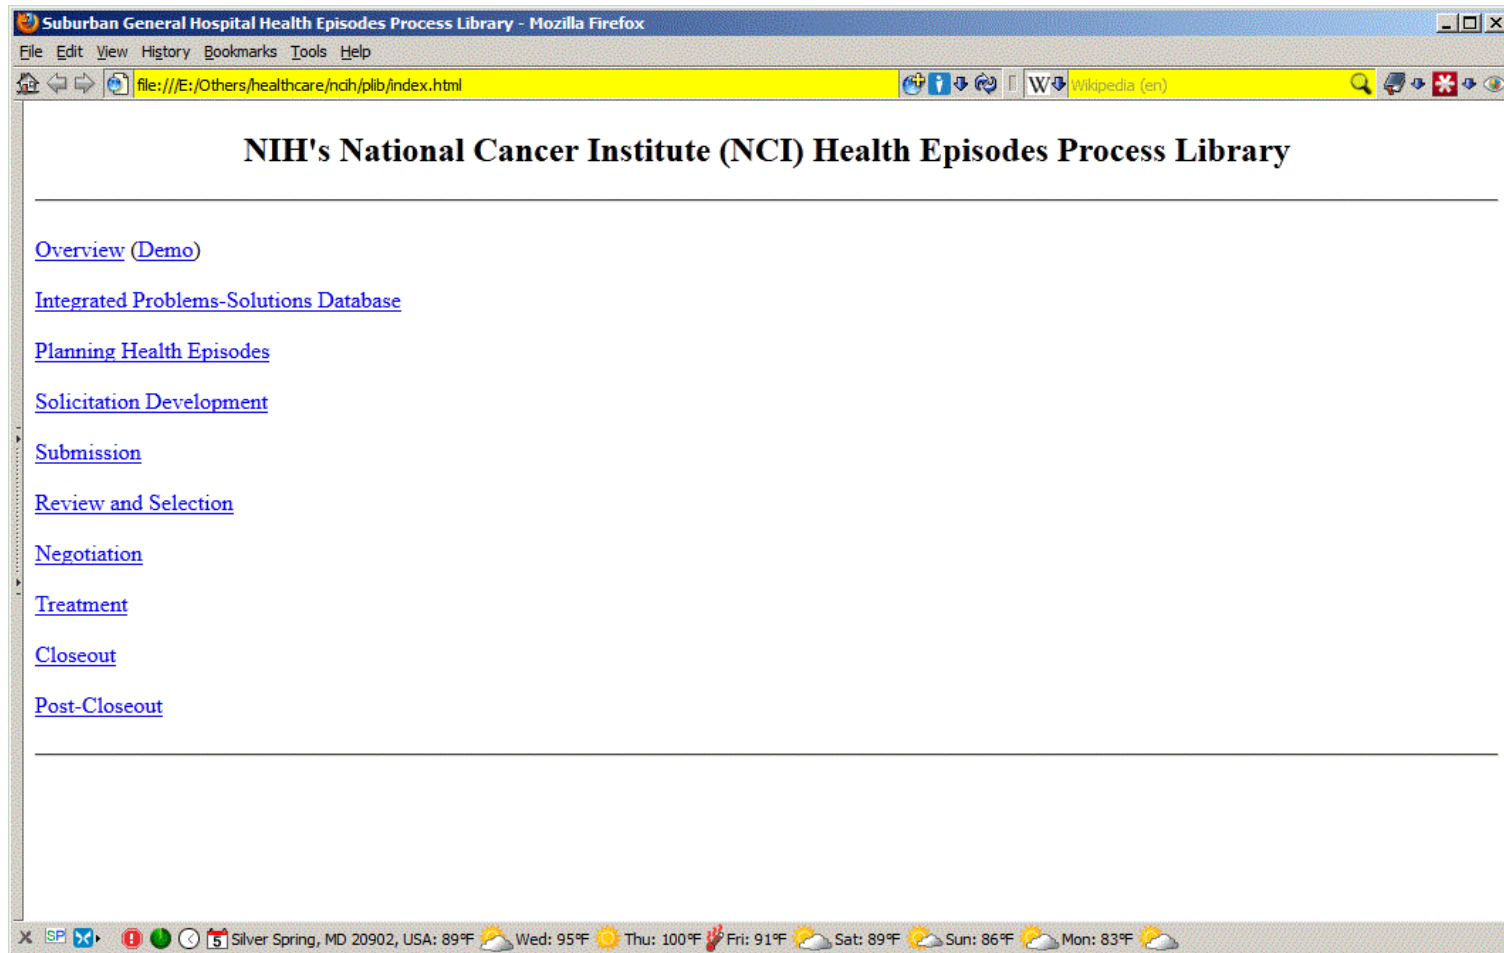 Suburban General Hospital Health Episodes Process Library - Mozilla Firefox
File Edit View History Bookmarks Tools Help
file:///E:/Others/healthcare/ncih/plib/index.html W Wikipedia (en)
NIH's National Cancer Institute (NCI) Health Episodes Process Library
Overview (Demo)
Integrated Problems-Solutions Database
Planning Health Episodes
Solicitation Development
Submission
Review and Selection
Negotiation
Treatment
Closeout
Post-Closeout
SP 5 Silver Spring, MD 20902, USA: 89°F Wed: 95°F Thu: 100°F Fri: 91°F Sat: 89°F Sun: 86°F Mon: 83°F